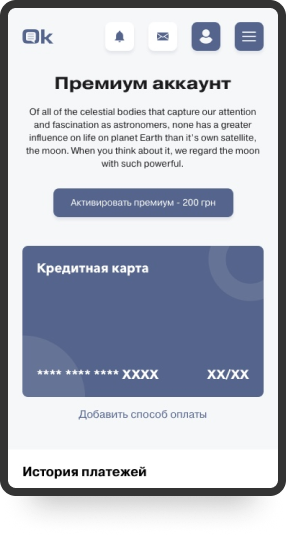 Ok
Премиум аккаунт
Of all of the celestial bodies that capture our attention
and fascination as astronomers, none has a greater
influence on life on planet Earth than it's own satellite,
the moon. When you think about it, we regard the moon
with such powerful.
Активировать премиум - 200 грн
Кредитная карта
**** **** **** XXXX XX/XX
Добавить способ оплаты
История платежей